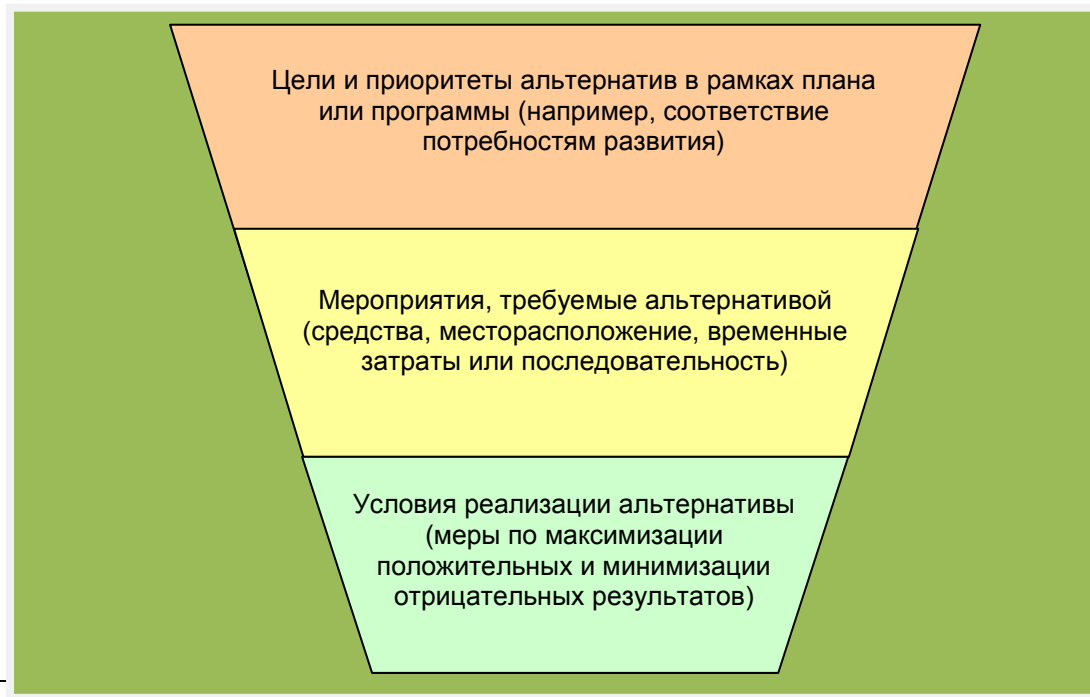 Цели и приоритеты альтернатив в рамках плана
или программы (например, соответствие
потребностям развития)
Мероприятия, требуемые альтернативой
(средства, месторасположение, временные
затраты или последовательность)
Условия реализации альтернативы
(меры по максимизации
положительных и минимизации
отрицательных результатов)